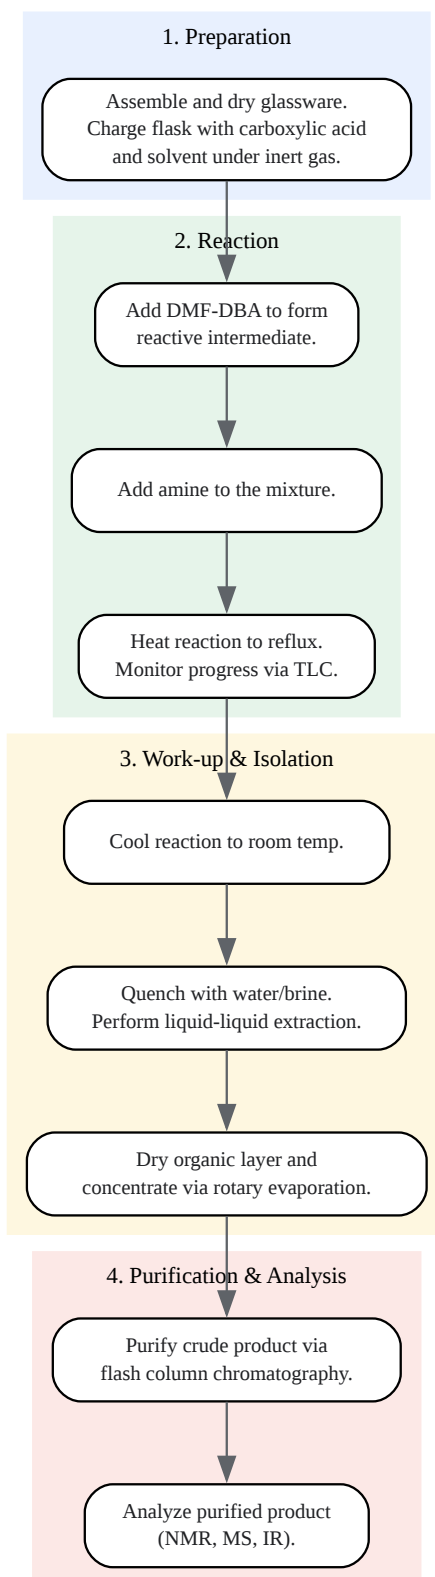 1. Preparation
Assemble and dry glassware.
Charge flask with carboxylic acid
and solvent under inert gas.
2. Reaction
Add DMF-DBA to form
reactive intermediate.
Add amine to the mixture.
Heat reaction to reflux.
Monitor progress via TLC.
3. Work-up & Isolation
Cool reaction to room temp.
Quench with water/brine.
Perform liquid-liquid extraction.
Dry organic layer and
concentrate via rotary evaporation.
4. Purification & Analysis
Purify crude product via
flash column chromatography.
Analyze purified product
(NMR, MS, IR).